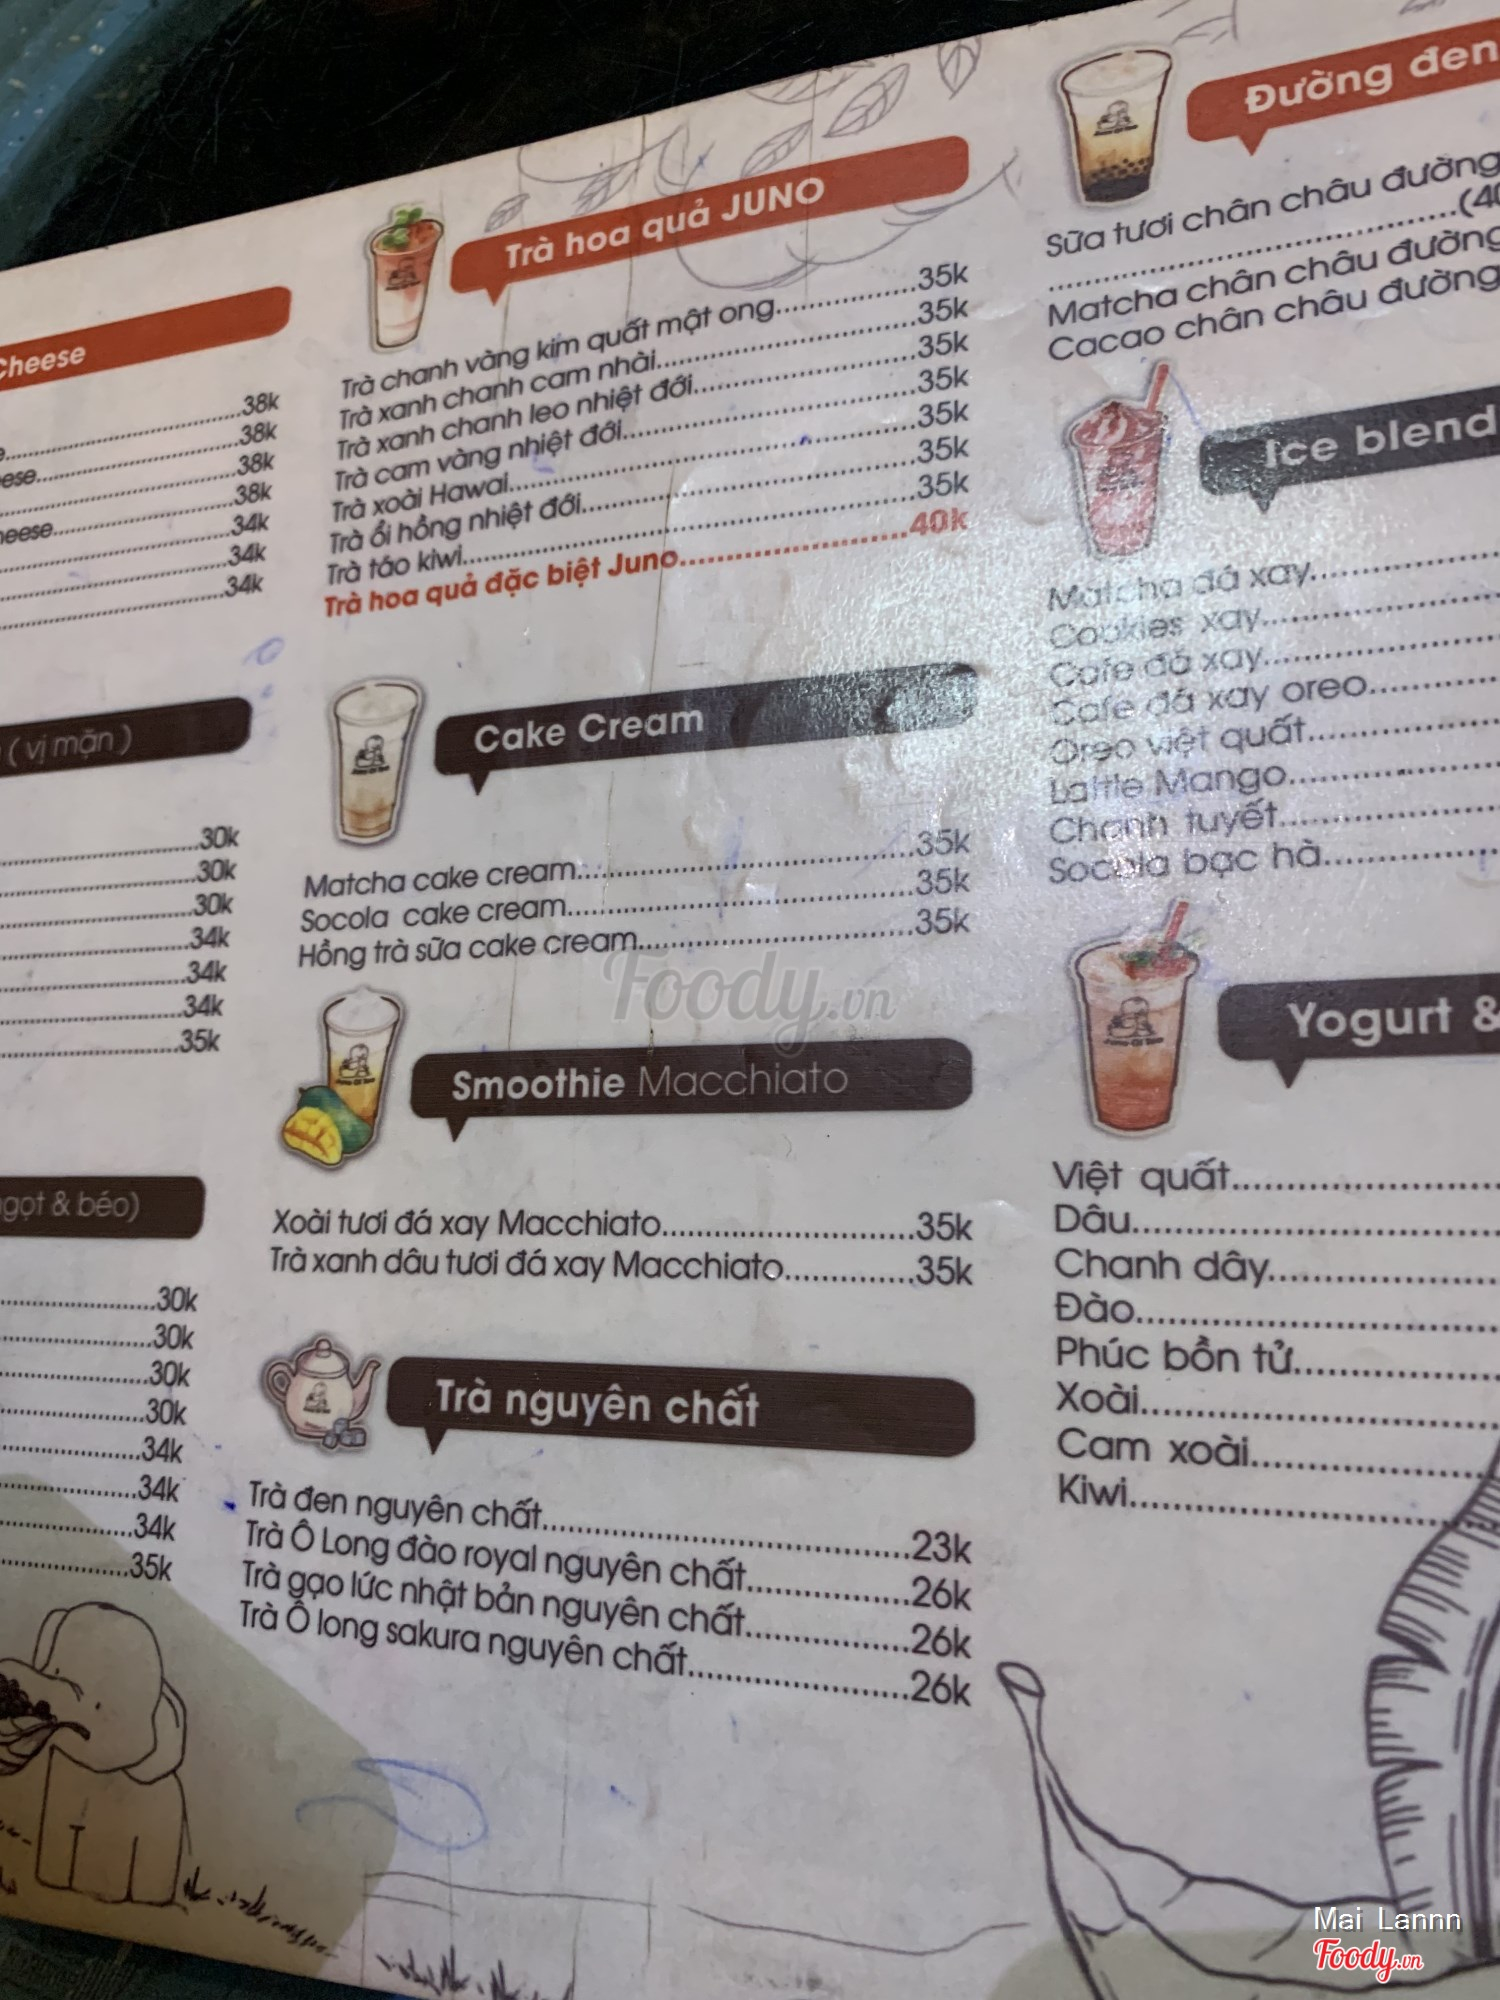 Cheese
38k
38k
38k
38k
34k
34k
34k
( vị mặn )
30k
30k
30k
34k
34k
34k
35k
gọt & béo)
30k
30k
30k
30k
34k
34k
34k
35k
Trà hoa quả JUNO
Trà chanh vàng kim quất mật ong 35k
Trà xanh chanh cam nhài 35k
Trà xanh chanh leo nhiệt đới 35k
Trà cam vàng nhiệt đới 35k
Trà xoài Hawai 35k
Trà ổi hồng nhiệt đới 35k
Trà táo kiwi 35k
Trà hoa quả đặc biệt Juno 40k
Cake Cream
Matcha cake cream 35k
Socola cake cream 35k
Hồng trà sữa cake cream 35k
Smoothie Macchiato
Xoài tươi đá xay Macchiato 35k
Trà xanh dâu tươi đá xay Macchiato 35k
Trà nguyên chất
Trà đen nguyên chất 23k
Trà Ô Long đào royal nguyên chất 26k
Trà gạo lức nhật bản nguyên chất 26k
Trà Ô long sakura nguyên chất 26k
Đường đen
Sữa tươi chân châu đường
(40
Matcha chân châu đường
Cacao chân châu đường
Ice blend
Matcha đá xay
Cookies xay
Cafe đá xay
Cafe đá xay oreo
Oreo việt quất
Lattle Mango
Chanh tuyết
Socola bạc hà
Yogurt &
Việt quất
Dâu
Chanh dây
Đào
Phúc bồn tử
Xoài
Cam xoài
Kiwi
Foody.vn
Mai Lannn
Foody.vn